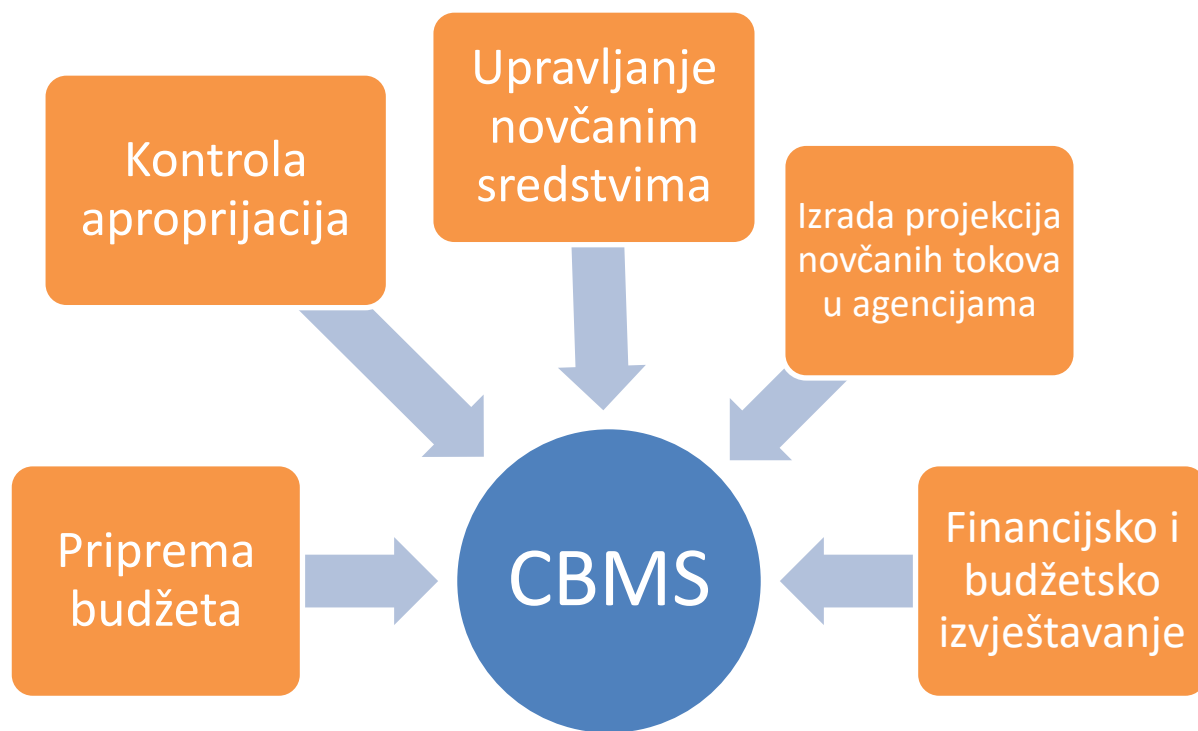 Upravljanje
novčanim
sredstvima
Kontrola
aproprijacija
Izrada projekcija
novčanih tokova
u agencijama
Priprema
budžeta
CBMS
Financijsko i
budžetsko
izvještavanje